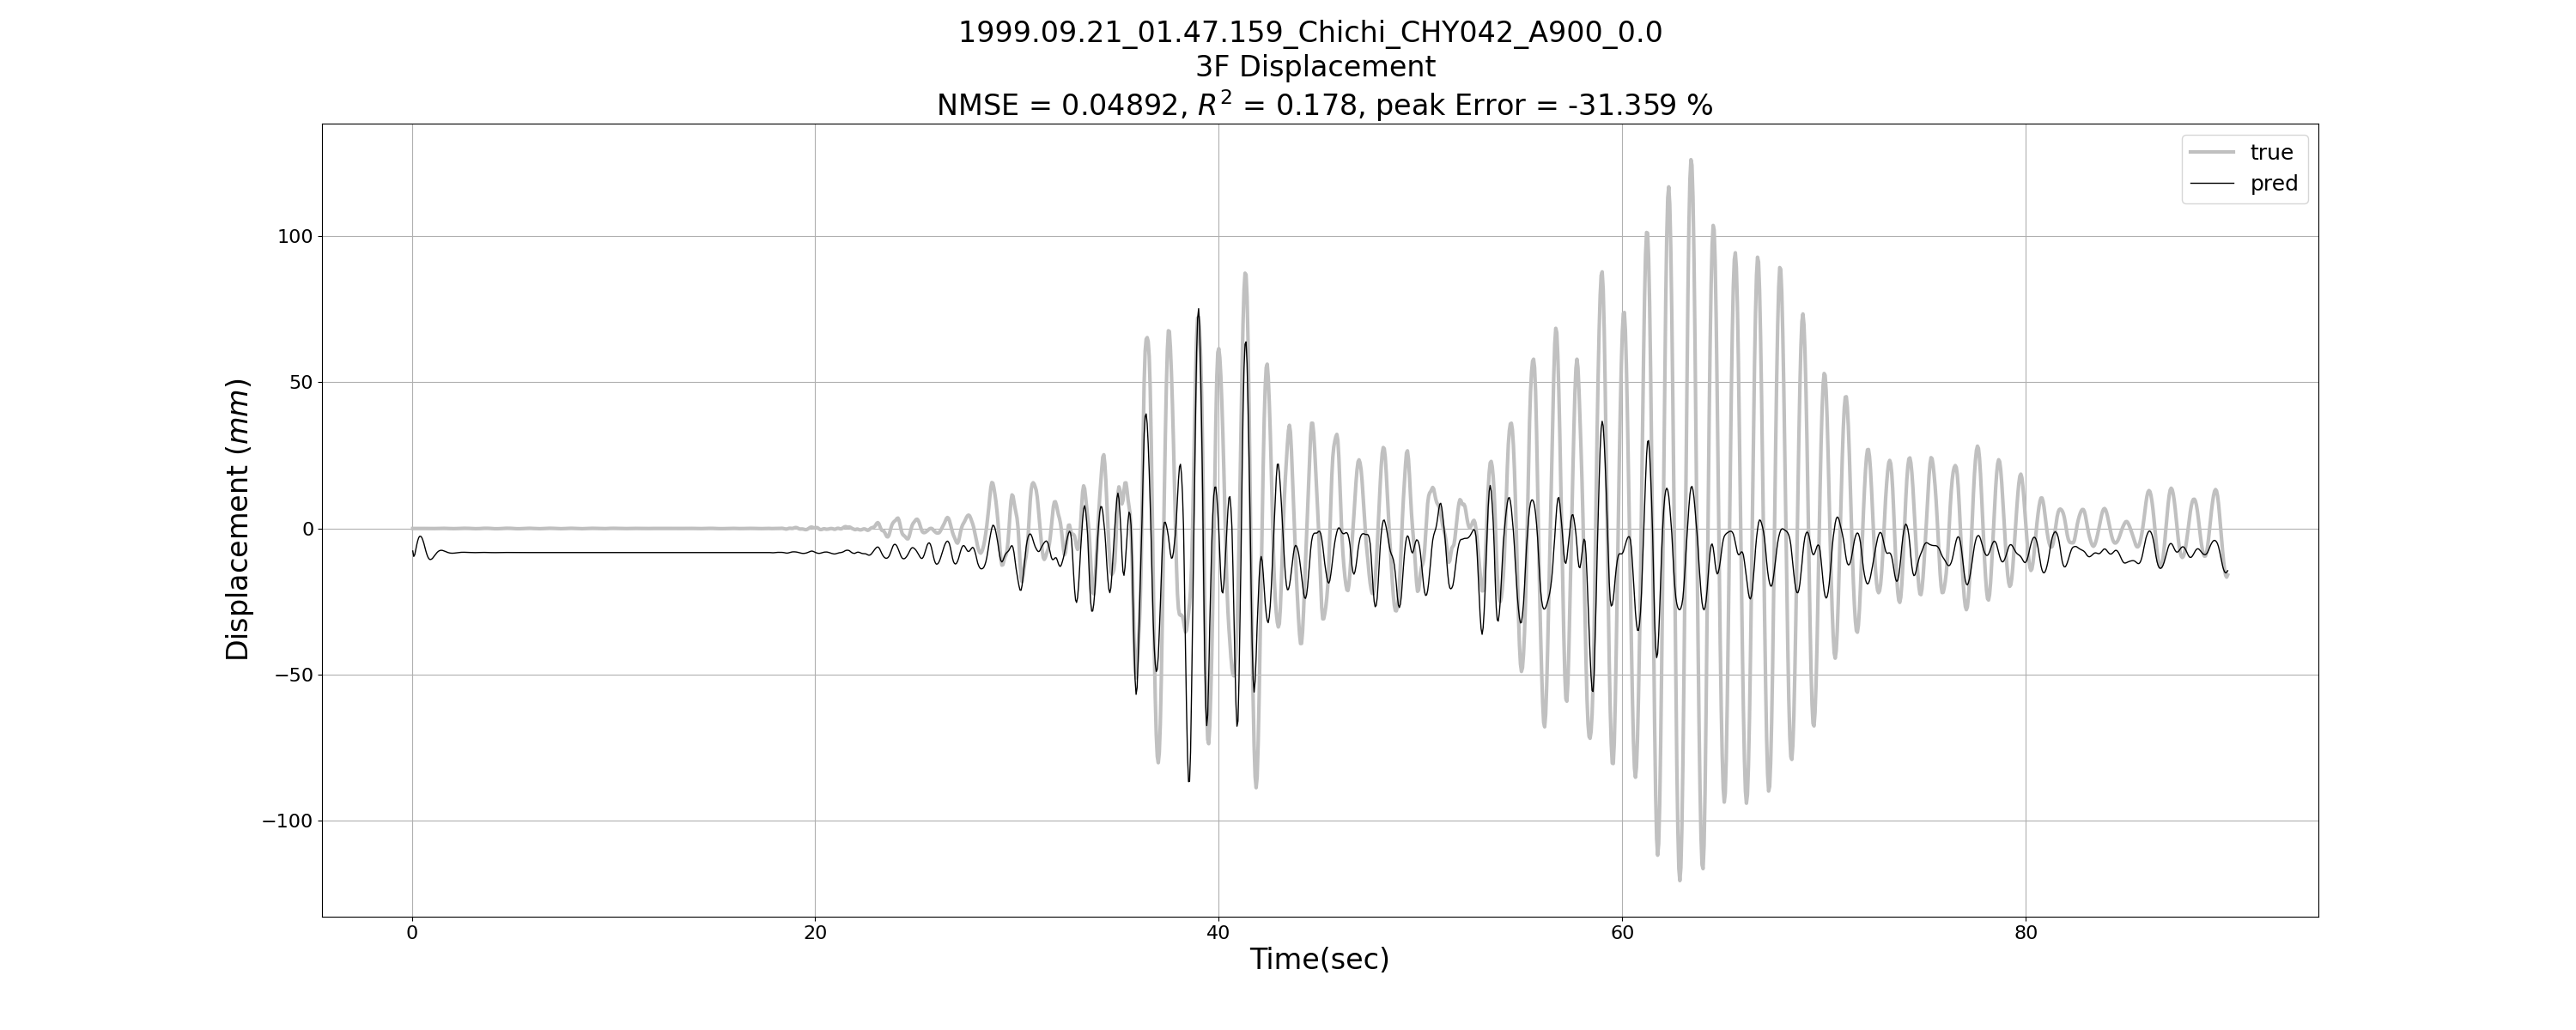 1999.09.21_01.47.159_Chichi_CHY042_A900_0.0
3F Displacement
NMSE = 0.04892, R² = 0.178, peak Error = -31.359 %
true
pred
Displacement (mm)
100
50
0
−50
−100
0 20 40 60 80
Time(sec)